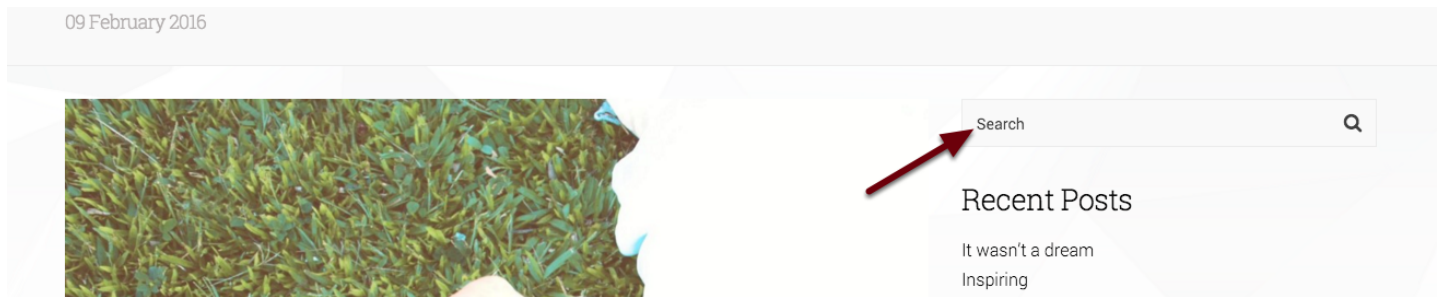 09 February 2016
Search
Recent Posts
It wasn't a dream
Inspiring